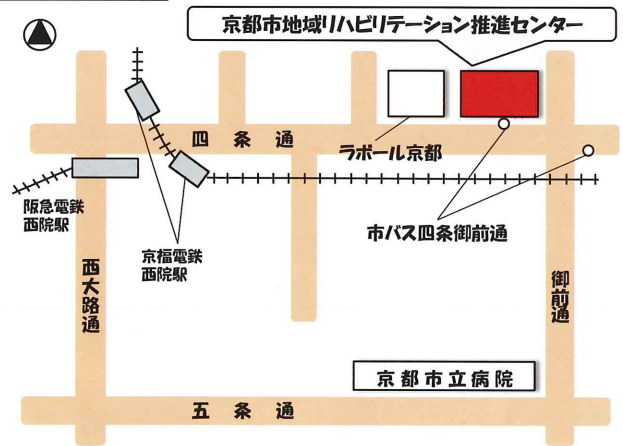 京都市地域リハビリテーション推進センター
四条通
ラボール京都
阪急電鉄
西院駅
京福電鉄
西院駅
市バス四条御前通
西大路通
御前通
京都市立病院
五条通